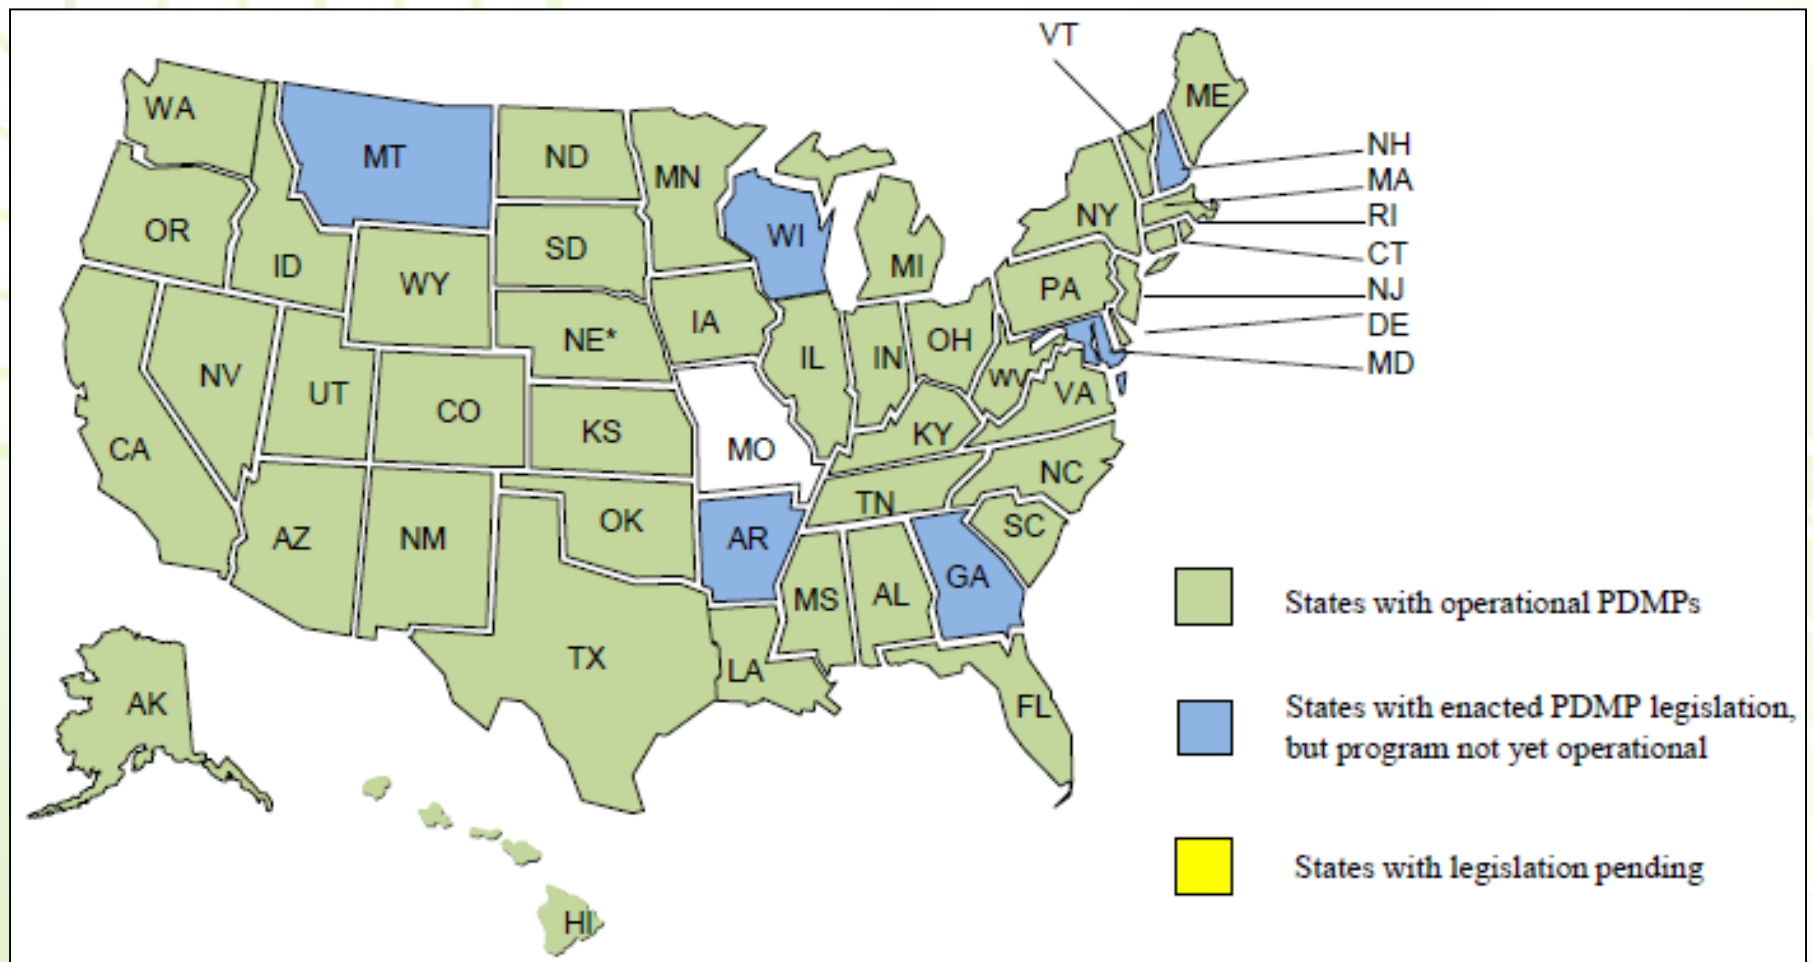 VT
ME
WA
MT
ND
MN
NH
MA
RI
CT
NJ
DE
MD
OR
ID
WY
SD
WI
MI
NY
PA
NE*
IA
IL
IN
OH
WV
VA
NV
UT
CO
KS
MO
KY
CA
NC
TN
AZ
NM
OK
AR
SC
MS
AL
GA
TX
LA
FL
AK
HI
States with operational PDMPs
States with enacted PDMP legislation,
but program not yet operational
States with legislation pending